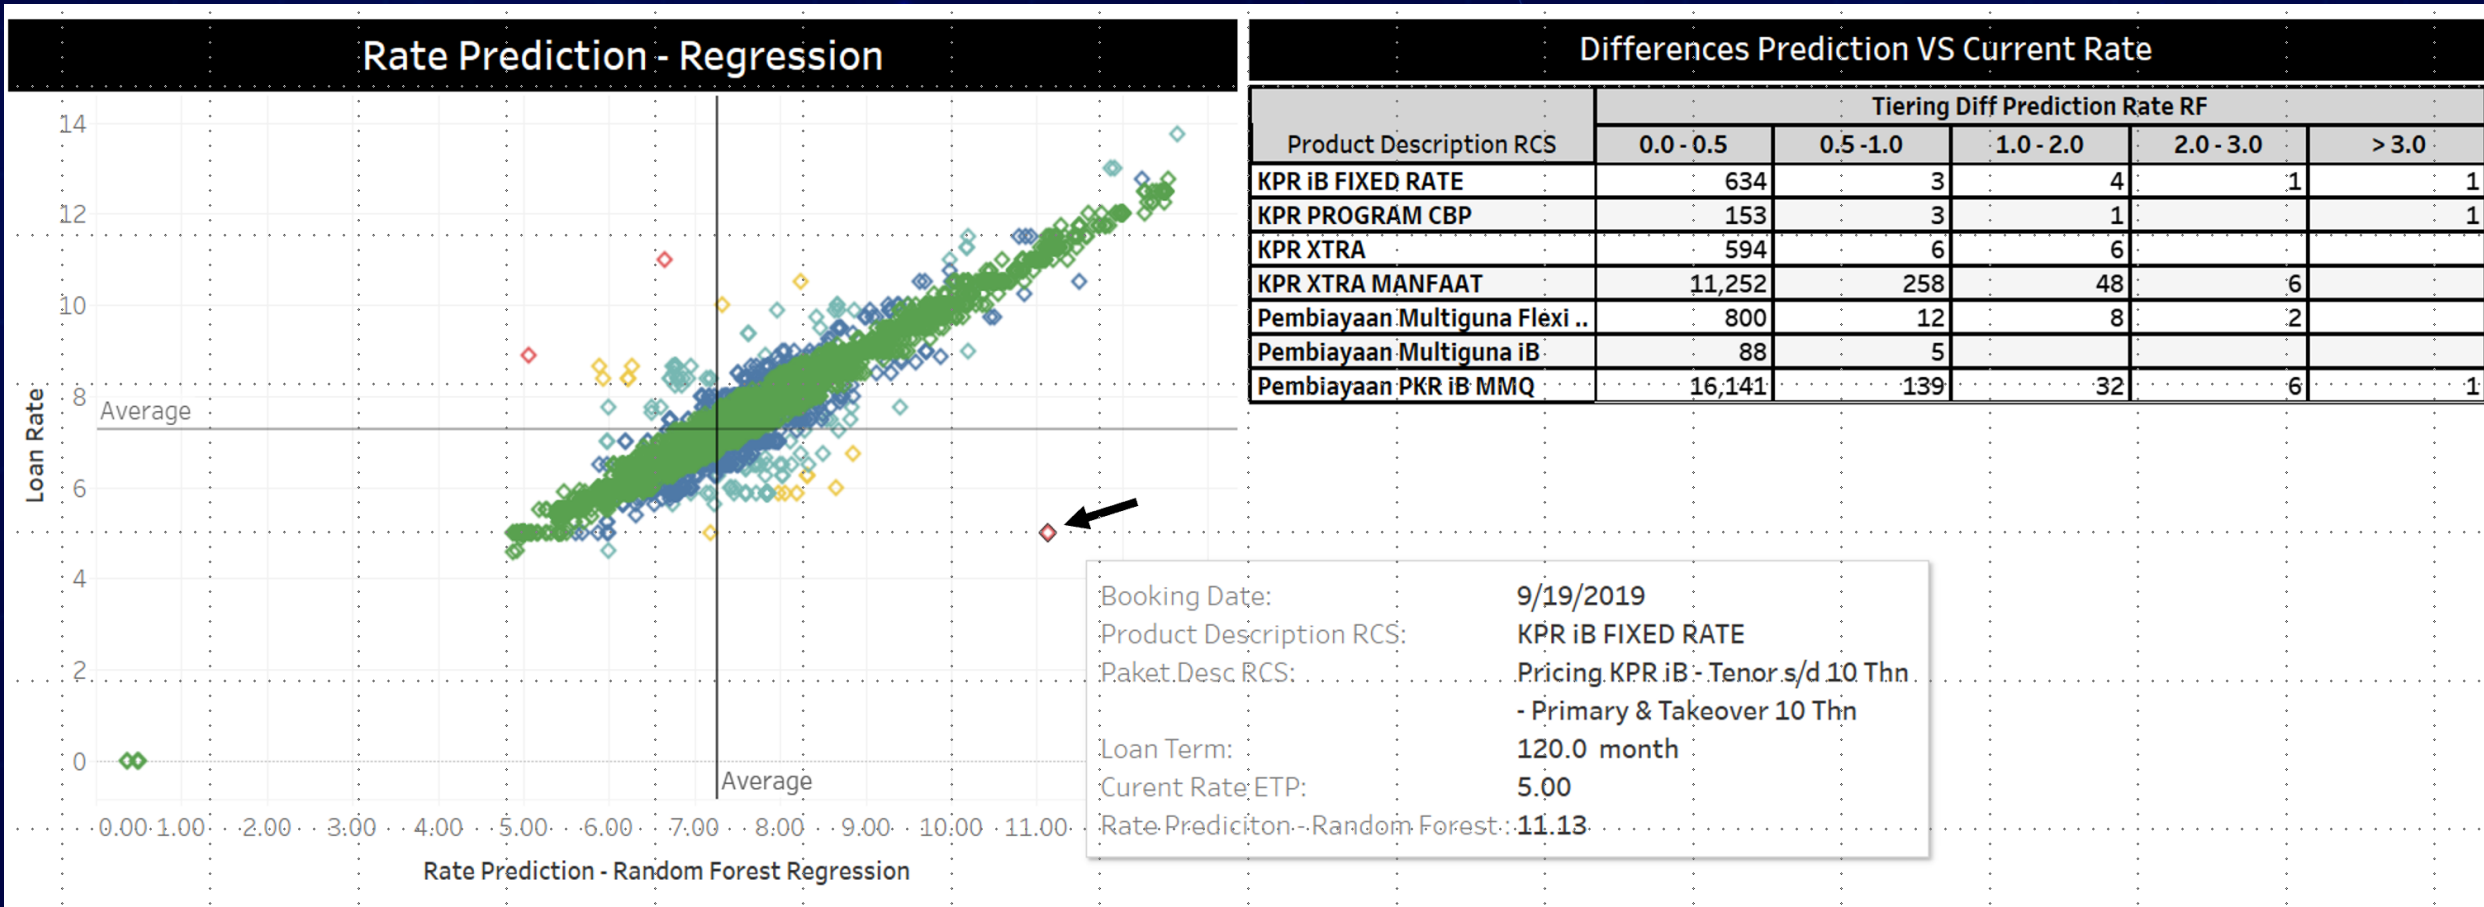 Rate Prediction - Regression
14
12
10
8
6
4
2
0
Loan Rate
Average
Average
0.00 1.00 2.00 3.00 4.00 5.00 6.00 7.00 8.00 9.00 10.00 11.00
Rate Prediction - Random Forest Regression
Differences Prediction VS Current Rate
Tiering Diff Prediction Rate RF
Product Description RCS 0.0 - 0.5 0.5 -1.0 1.0 - 2.0 2.0 - 3.0 > 3.0
KPR iB FIXED RATE 634 3 4 1 1
KPR PROGRAM CBP 153 3 1 1
KPR XTRA 594 6 6
KPR XTRA MANFAAT 11,252 258 48 6
Pembiayaan Multiguna Flexi .. 800 12 8 2
Pembiayaan Multiguna iB 88 5
Pembiayaan PKR iB MMQ 16,141 139 32 6 1
Booking Date: 9/19/2019
Product Description RCS: KPR iB FIXED RATE
Paket Desc RCS: Pricing KPR iB - Tenor s/d 10 Thn
- Primary & Takeover 10 Thn
Loan Term: 120.0 month
Curent Rate ETP: 5.00
Rate Prediciton - Random Forest: 11.13